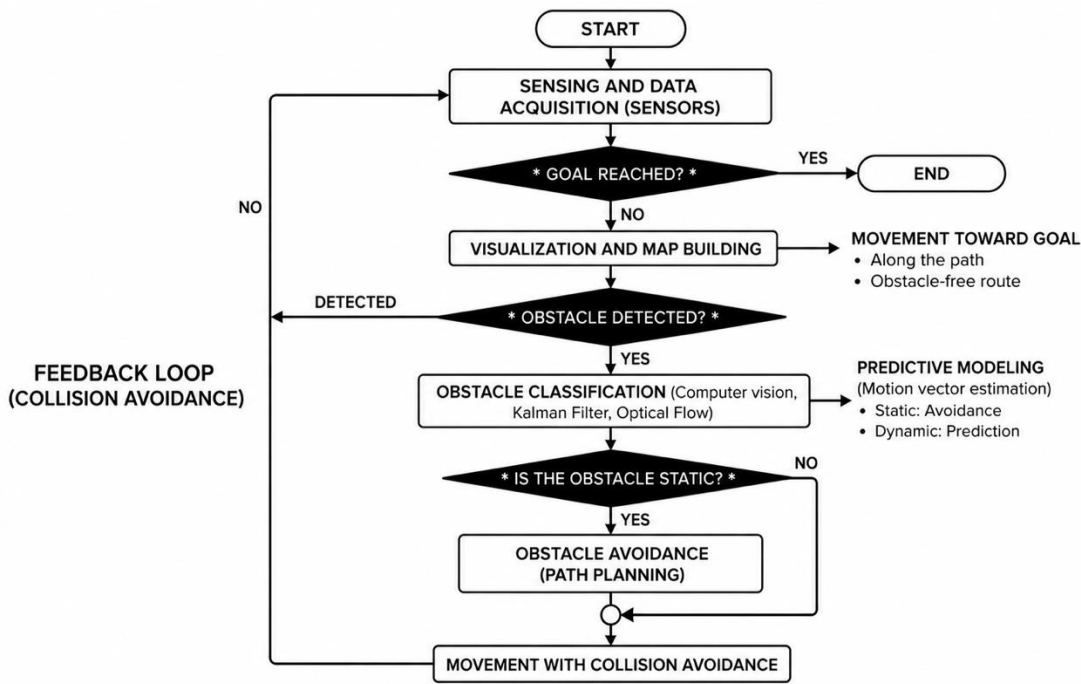 START
SENSING AND DATA
ACQUISITION (SENSORS)
* GOAL REACHED? *
YES
END
NO
NO
VISUALIZATION AND MAP BUILDING
MOVEMENT TOWARD GOAL
• Along the path
• Obstacle-free route
DETECTED
* OBSTACLE DETECTED? *
YES
FEEDBACK LOOP
(COLLISION AVOIDANCE)
OBSTACLE CLASSIFICATION (Computer vision,
Kalman Filter, Optical Flow)
PREDICTIVE MODELING
(Motion vector estimation)
• Static: Avoidance
• Dynamic: Prediction
* IS THE OBSTACLE STATIC? *
NO
YES
OBSTACLE AVOIDANCE
(PATH PLANNING)
MOVEMENT WITH COLLISION AVOIDANCE